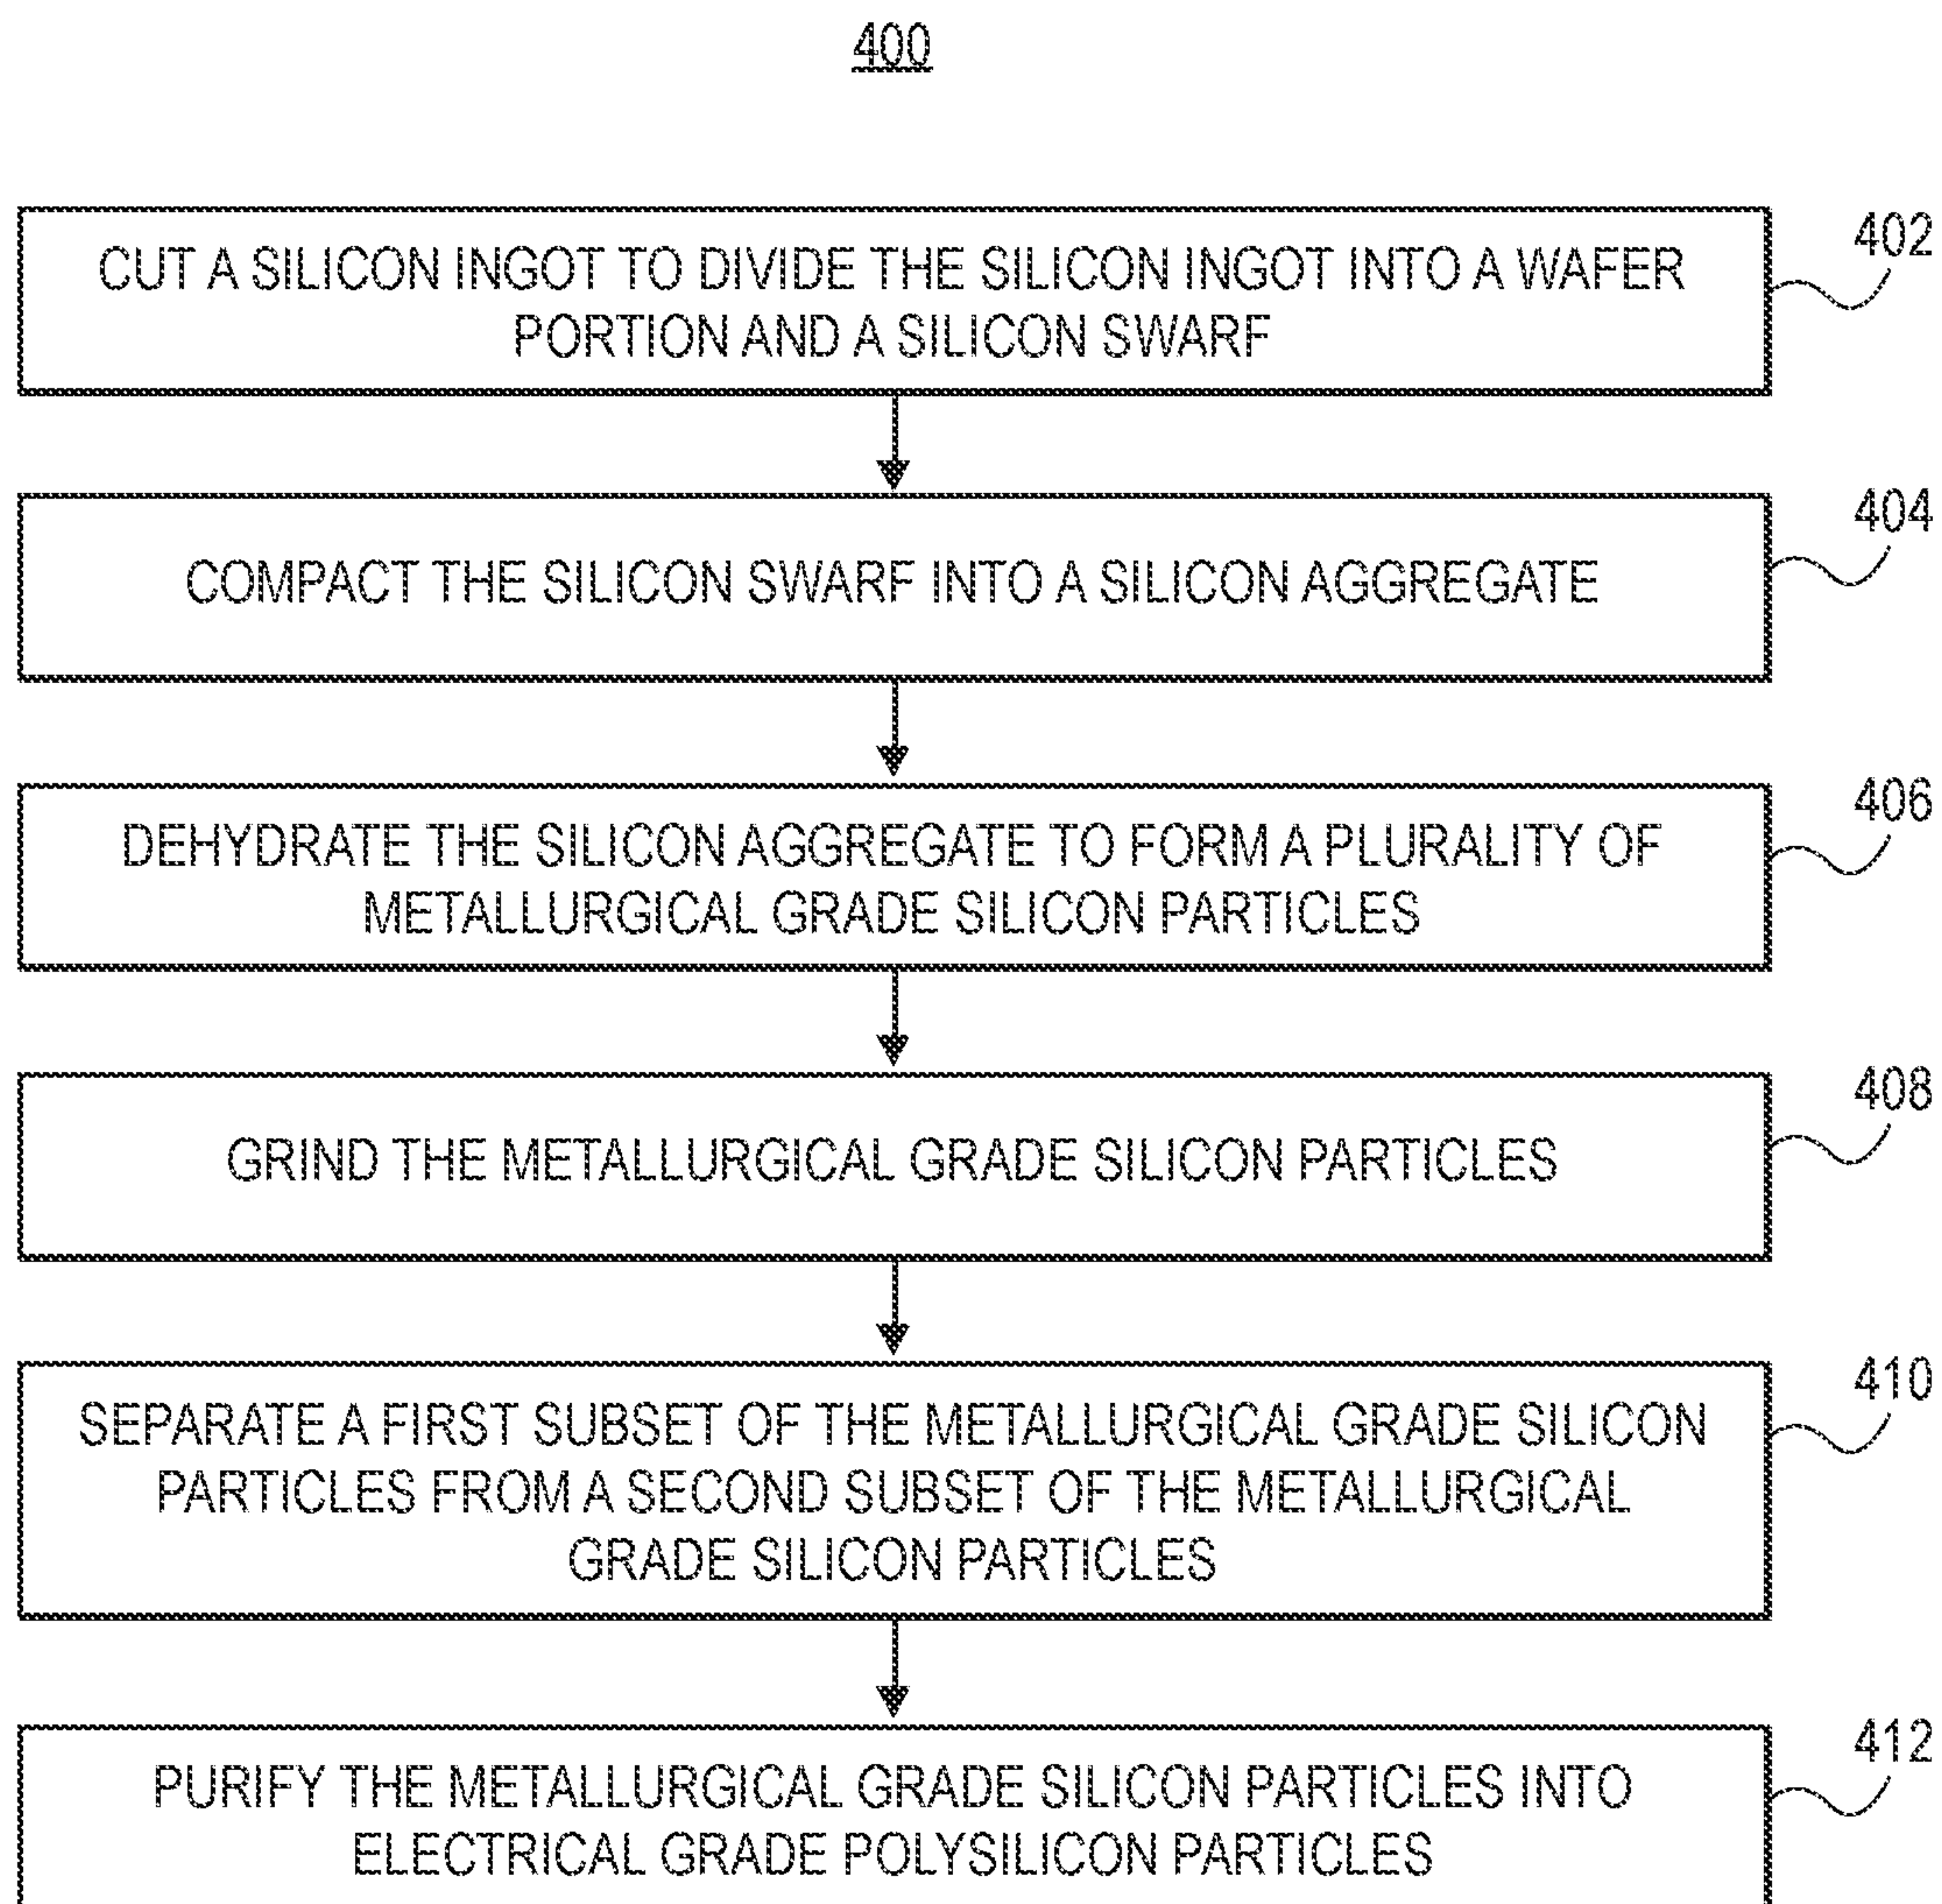 400
402
CUT A SILICON INGOT TO DIVIDE THE SILICON INGOT INTO A WAFER
PORTION AND A SILICON SWARF
404
COMPACT THE SILICON SWARF INTO A SILICON AGGREGATE
406
DEHYDRATE THE SILICON AGGREGATE TO FORM A PLURALITY OF
METALLURGICAL GRADE SILICON PARTICLES
408
GRIND THE METALLURGICAL GRADE SILICON PARTICLES
410
SEPARATE A FIRST SUBSET OF THE METALLURGICAL GRADE SILICON
PARTICLES FROM A SECOND SUBSET OF THE METALLURGICAL
GRADE SILICON PARTICLES
412
PURIFY THE METALLURGICAL GRADE SILICON PARTICLES INTO
ELECTRICAL GRADE POLYSILICON PARTICLES